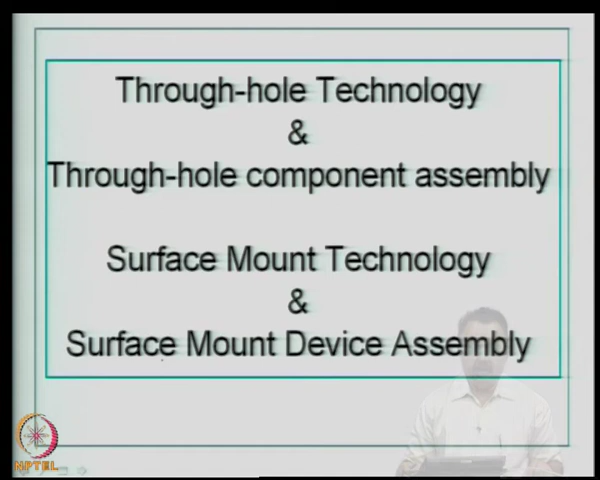 Through-hole Technology
&
Through-hole component assembly
Surface Mount Technology
&
Surface Mount Device Assembly
NPTEL